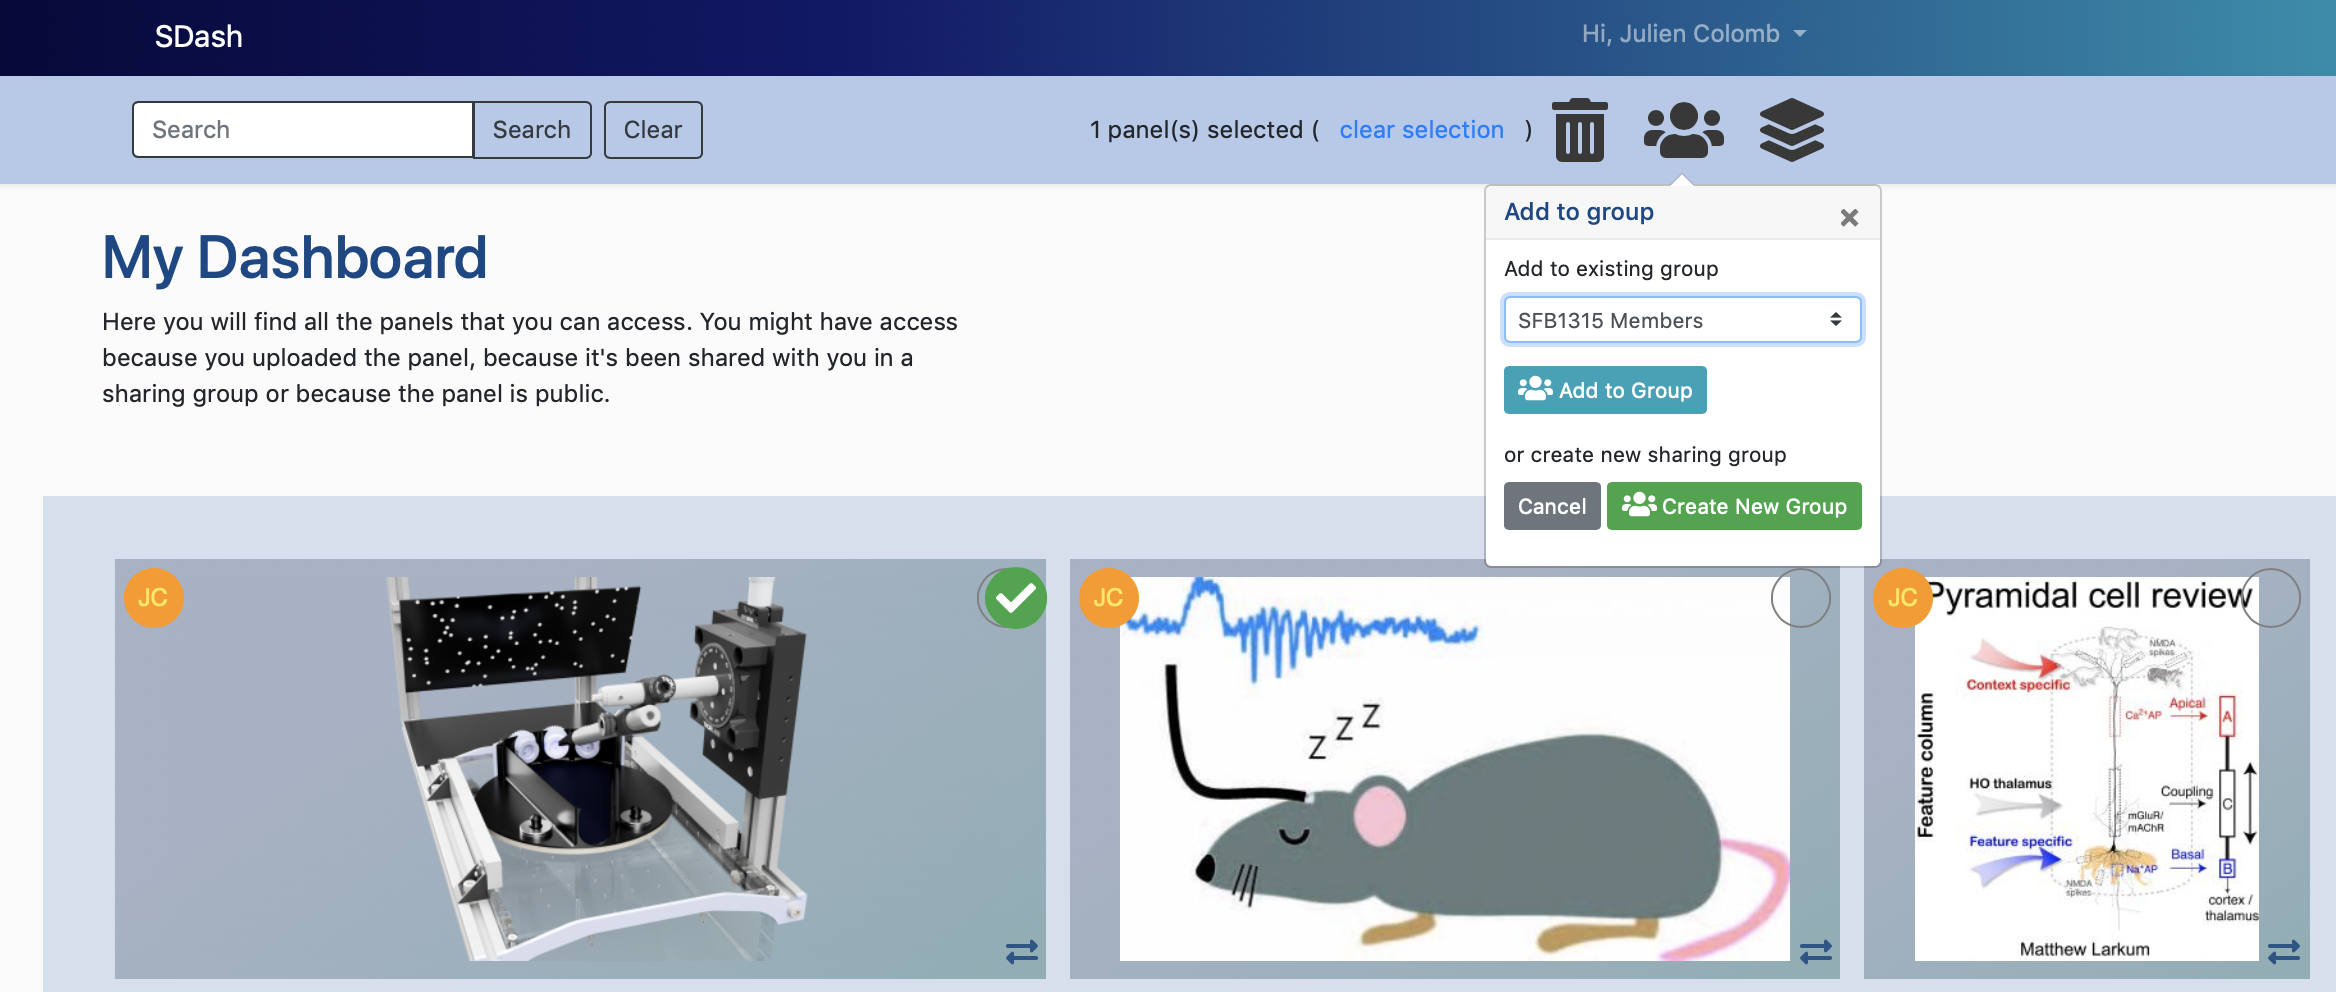 SDash
Hi, Julien Colomb
Search
Search
Clear
1 panel(s) selected ( clear selection )
Add to group
Add to existing group
SFB1315 Members
Add to Group
or create new sharing group
Cancel
Create New Group
My Dashboard
Here you will find all the panels that you can access. You might have access
because you uploaded the panel, because it's been shared with you in a
sharing group or because the panel is public.
JC
JC
z z z
JC
Pyramidal cell review
NMDA
spikes
Context specific
Ca²⁺AP
Apical
A
Feature column
HO thalamus
Coupling
C
mGluR/
mAChR
Feature specific
Basal
Na⁺AP
B
NMDA
spikes
cortex /
thalamus
Matthew Larkum